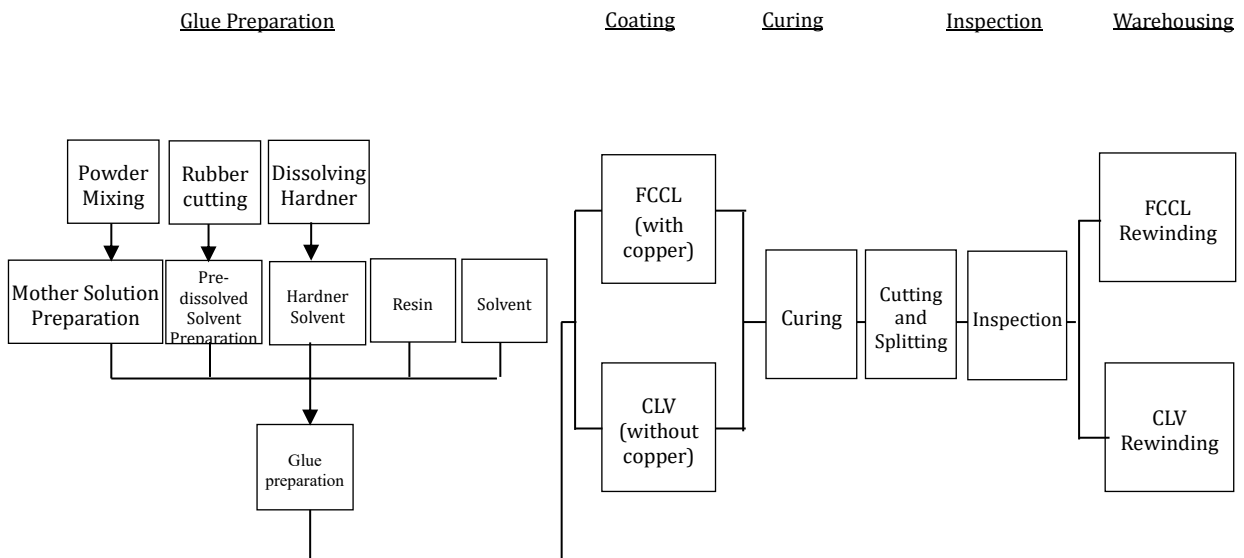 Glue Preparation
Coating
Curing
Inspection
Warehousing
Powder
Mixing
Rubber
cutting
Dissolving
Hardner
Mother Solution
Preparation
Pre-
dissolved
Solvent
Preparation
Hardner
Solvent
Resin
Solvent
Glue
preparation
FCCL
(with
copper)
CLV
(without
copper)
Curing
Cutting
and
Splitting
Inspection
FCCL
Rewinding
CLV
Rewinding